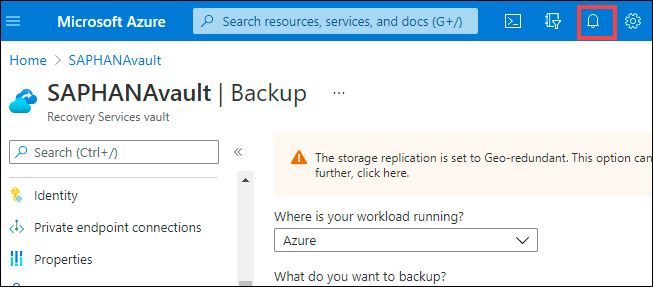 Microsoft Azure
Search resources, services, and docs (G+/)
Home > SAPHANAvault >
SAPHANAvault | Backup ...
Recovery Services vault
Search (Ctrl+/)
«
Identity
Private endpoint connections
Properties
The storage replication is set to Geo-redundant. This option can
further, click here.
Where is your workload running?
Azure
What do you want to backup?